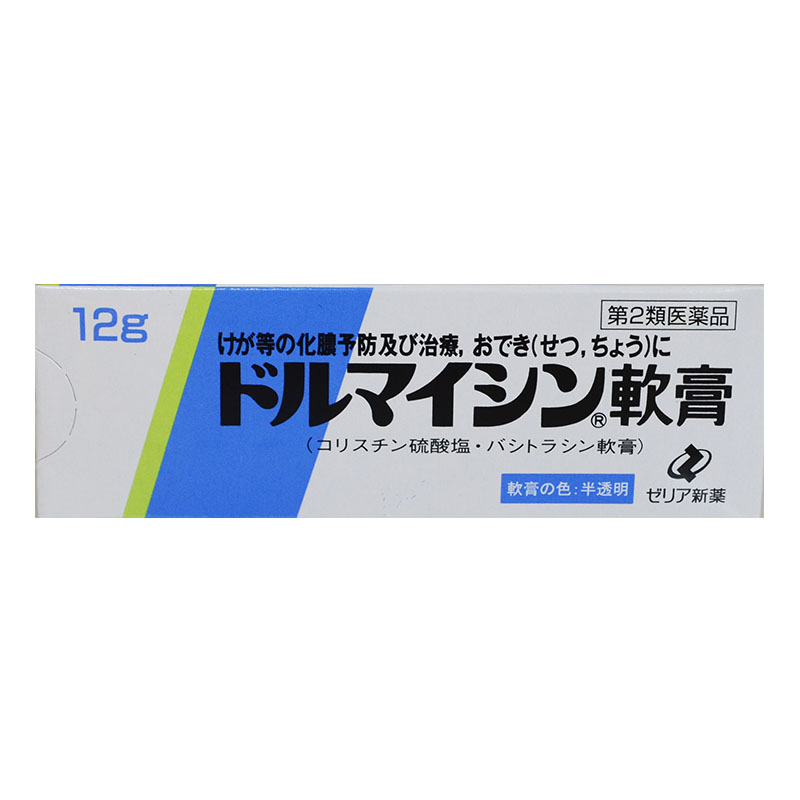 12g
第2類医薬品
けが等の化膿予防及び治療,おでき(せつ,ちょう)に
ドルマイシン®軟膏
(コリスチン硫酸塩・バシトラシン軟膏)
軟膏の色:半透明
ゼリア新薬